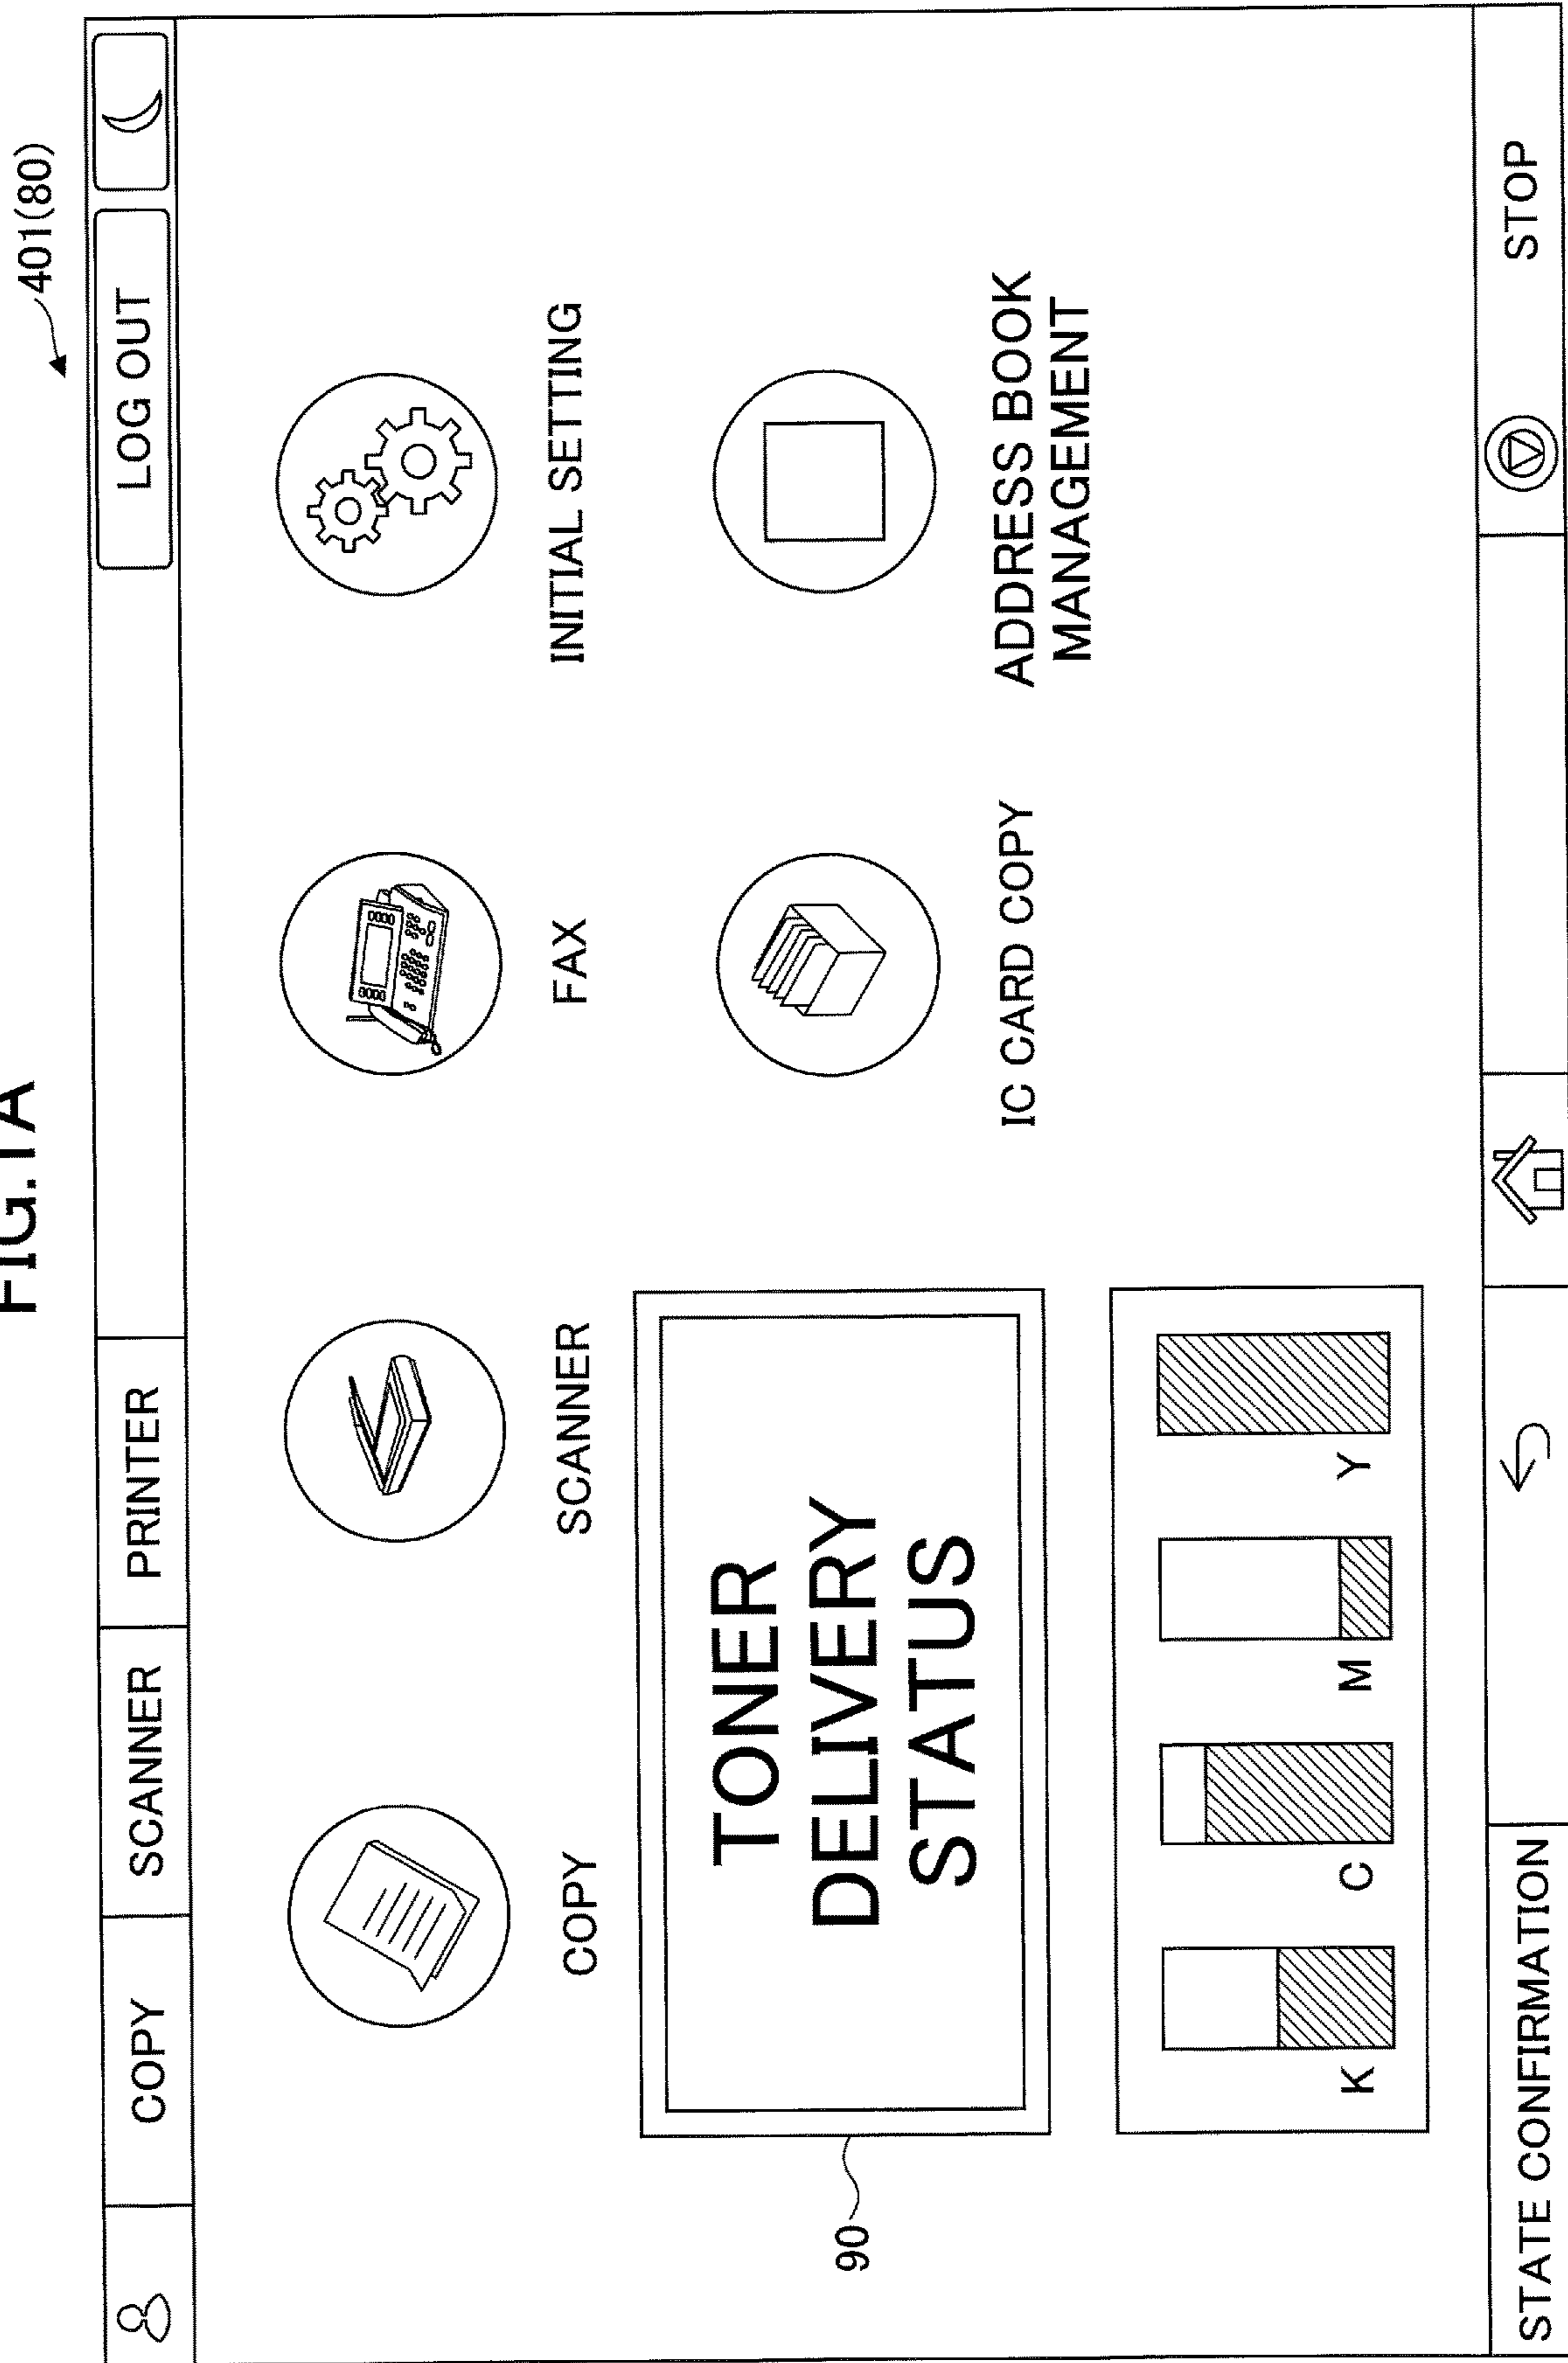 FIG.1A
401(80)
COPY
SCANNER
PRINTER
LOG OUT
COPY
SCANNER
FAX
INITIAL SETTING
TONER
DELIVERY
STATUS
90
IC CARD COPY
ADDRESS BOOK
MANAGEMENT
K
C
M
Y
STATE CONFIRMATION
STOP